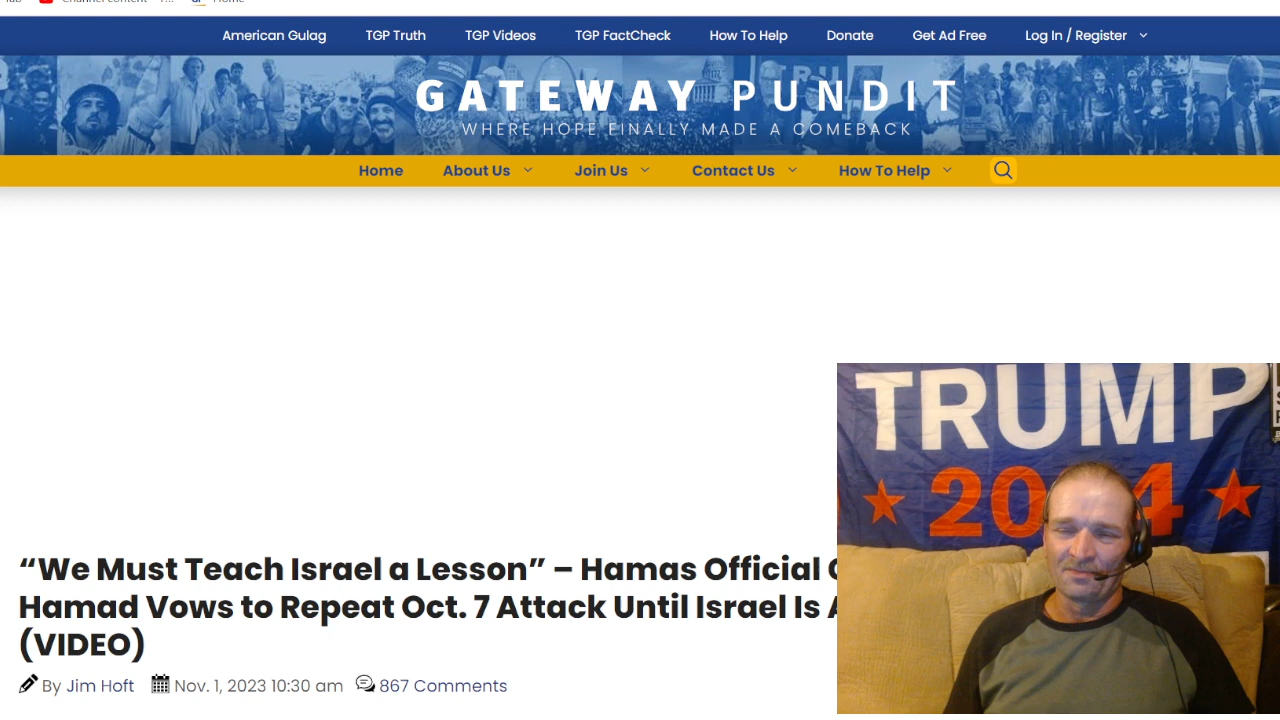 American Gulag TGP Truth TGP Videos TGP FactCheck How To Help Donate Get Ad Free Log In / Register
GATEWAY PUNDIT
WHERE HOPE FINALLY MADE A COMEBACK
Home About Us Join Us Contact Us How To Help
“We Must Teach Israel a Lesson” – Hamas Official
Hamad Vows to Repeat Oct. 7 Attack Until Israel Is
(VIDEO)
By Jim Hoft Nov. 1, 2023 10:30 am 867 Comments
TRUMP